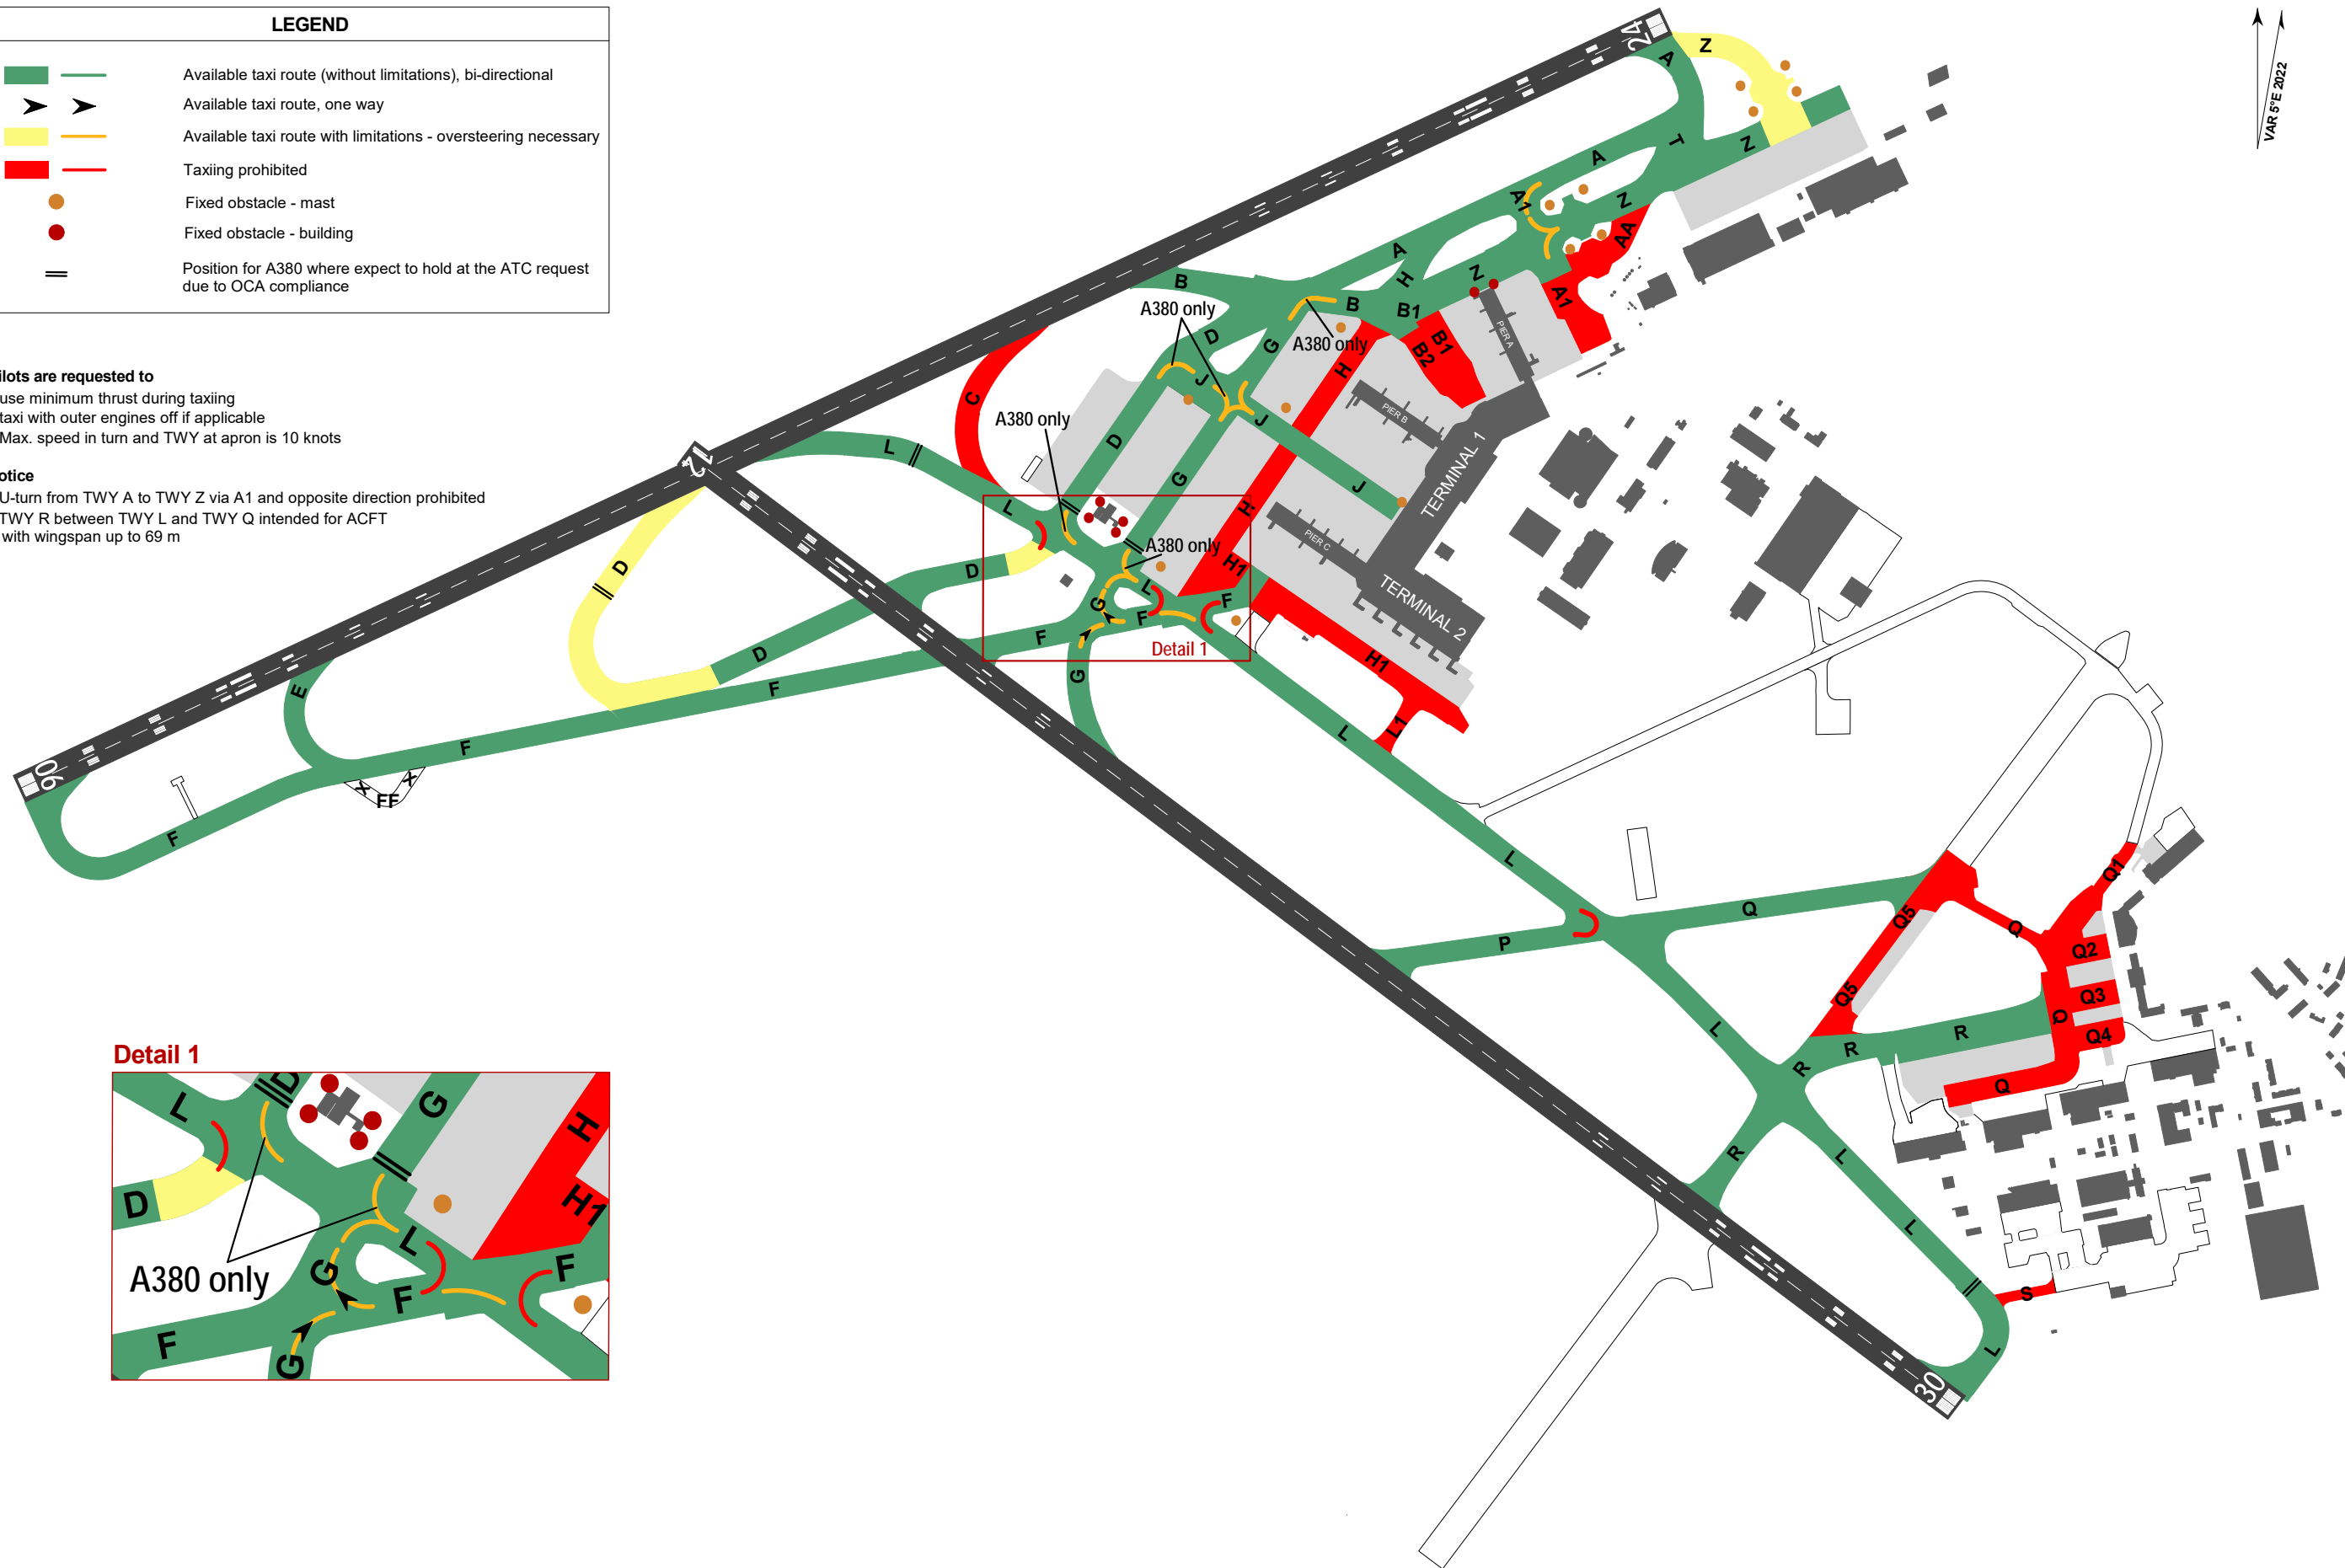 LEGEND
Available taxi route (without limitations), bi-directional
Available taxi route, one way
Available taxi route with limitations - oversteering necessary
Taxiing prohibited
Fixed obstacle - mast
Fixed obstacle - building
Position for A380 where expect to hold at the ATC request
due to OCA compliance
ilots are requested to
use minimum thrust during taxiing
taxi with outer engines off if applicable
Max. speed in turn and TWY at apron is 10 knots
otice
U-turn from TWY A to TWY Z via A1 and opposite direction prohibited
TWY R between TWY L and TWY Q intended for ACFT
with wingspan up to 69 m
VAR 5°E 2022
24
A
Z
A
T
Z
A1
Z
AA
A
H
Z
A1
B
B
B1
B1
B2
PIER A
A380 only
A380 only
D
G
J
H
PIER B
C
A380 only
J
TERMINAL 1
L
D
G
J
12
H
PIER C
L
A380 only
H1
TERMINAL 2
D
D
L
G
F
F
F
Detail 1
D
G
H1
E
F
L
L1
F
06
X
X
FF
F
L
Q
Q5
Q
Q1
P
Q2
Q5
Q3
Q
Q4
L
R
R
R
Q
R
L
L
S
L
30
Detail 1
L
D
G
H
H1
D
L
G
F
F
A380 only
F
G